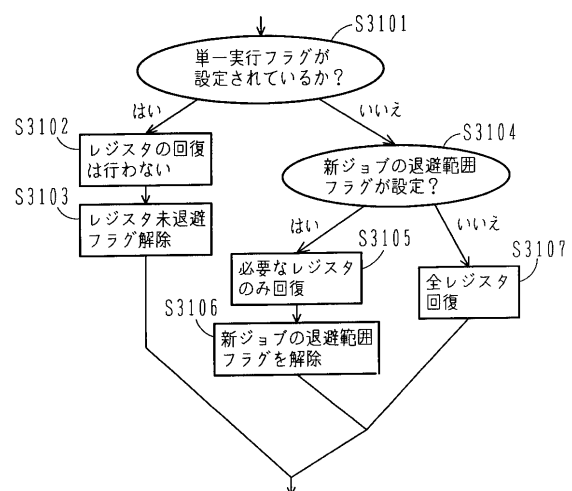 S3101
単一実行フラグが
設定されているか?
はい
いいえ
S3102
レジスタの回復
は行わない
S3103
レジスタ未退避
フラグ解除
S3104
新ジョブの退避範囲
フラグが設定?
はい
いいえ
S3105
必要なレジスタ
のみ回復
S3106
新ジョブの退避範囲
フラグを解除
S3107
全レジスタ
回復